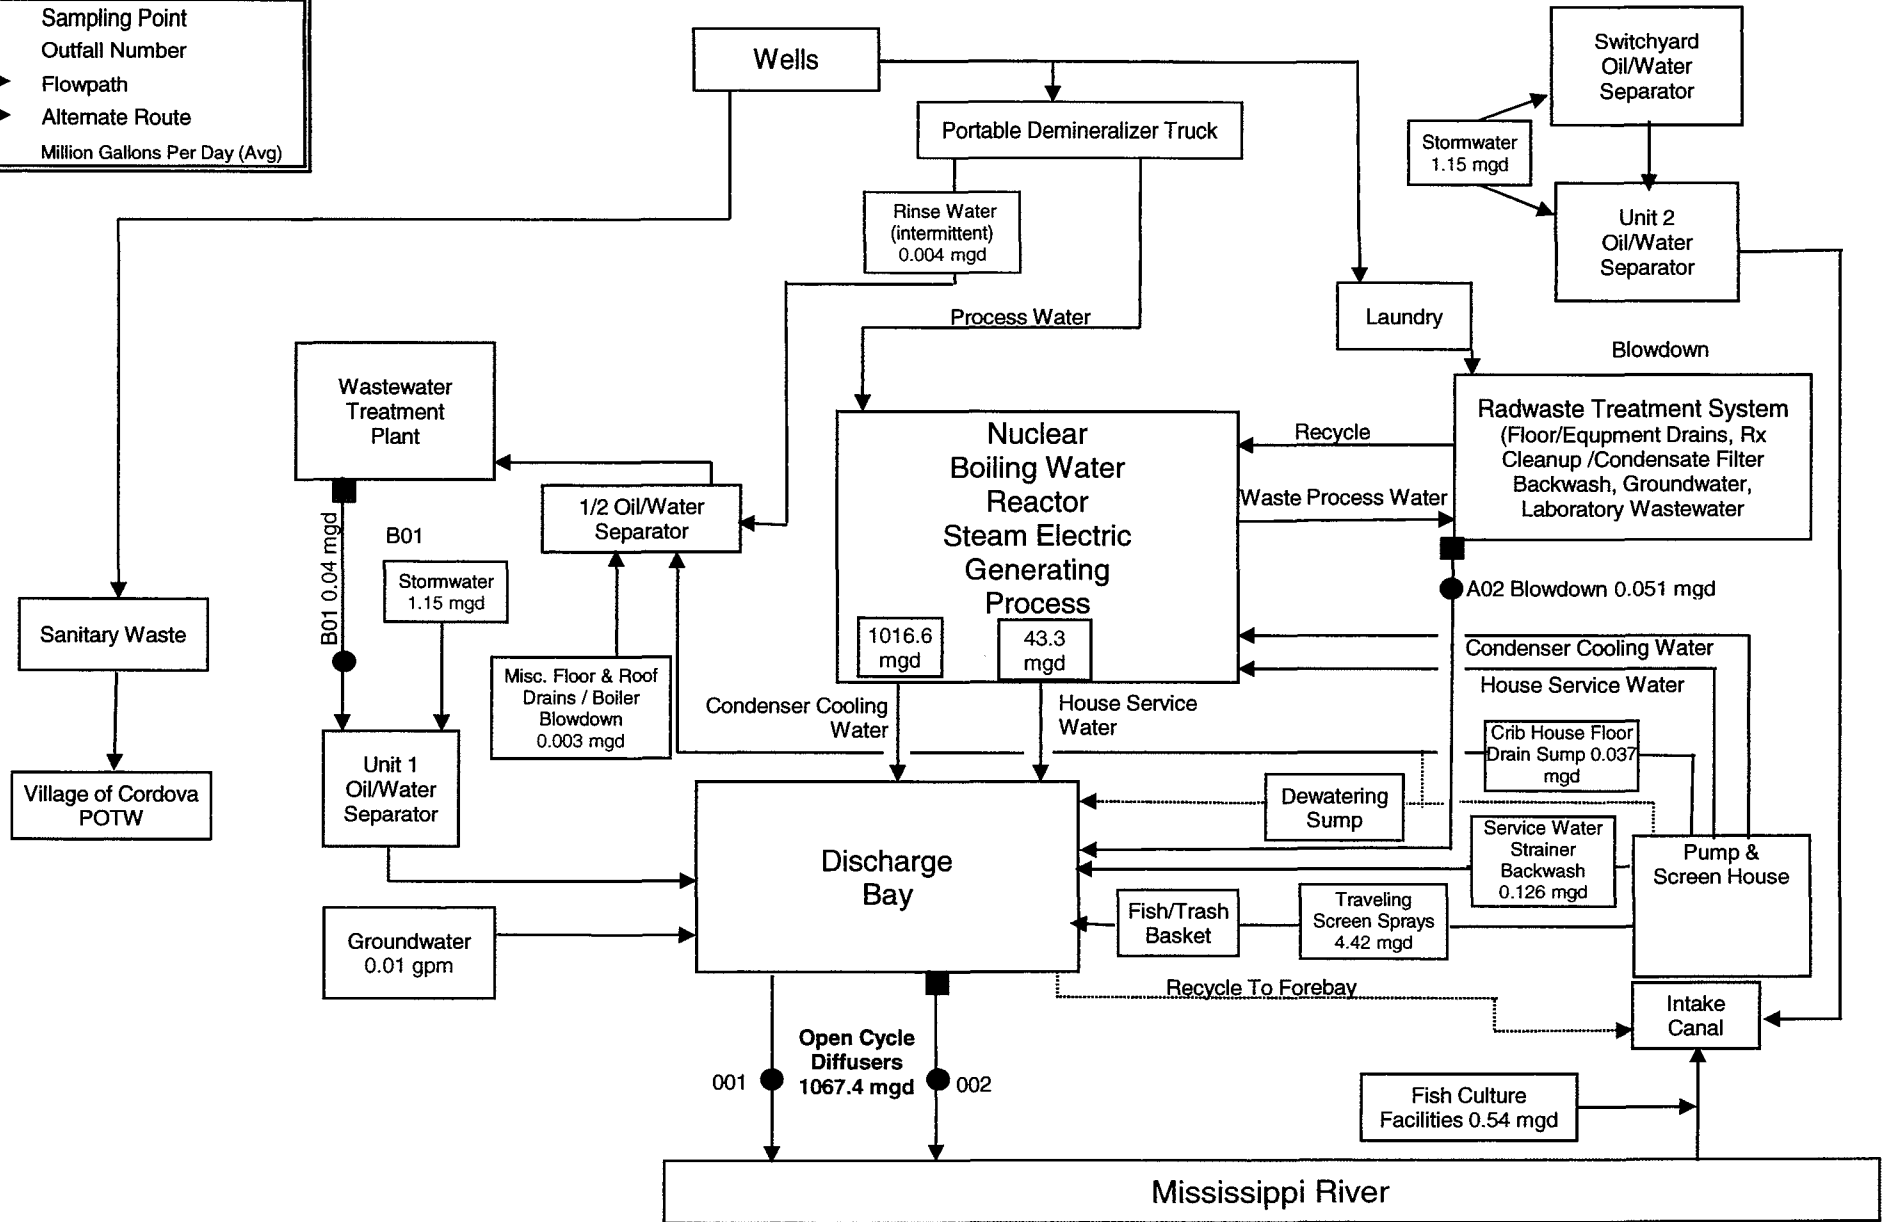 Sampling Point
Outfall Number
Flowpath
Alternate Route
Million Gallons Per Day (Avg)
Wells
Portable Demineralizer Truck
Switchyard
Oil/Water
Separator
Stormwater
1.15 mgd
Unit 2
Oil/Water
Separator
Rinse Water
(intermittent)
0.004 mgd
Process Water
Laundry
Blowdown
Wastewater
Treatment
Plant
1/2 Oil/Water
Separator
Nuclear
Boiling Water
Reactor
Steam Electric
Generating
Process
1016.6
mgd
43.3
mgd
Recycle
Waste Process Water
Radwaste Treatment System
(Floor/Equpment Drains, Rx
Cleanup /Condensate Filter
Backwash, Groundwater,
Laboratory Wastewater
A02 Blowdown 0.051 mgd
B01 0.04 mgd
B01
Stormwater
1.15 mgd
Sanitary Waste
Misc. Floor & Roof
Drains / Boiler
Blowdown
0.003 mgd
Condenser Cooling
Water
House Service
Water
Condenser Cooling Water
House Service Water
Crib House Floor
Drain Sump 0.037
mgd
Village of Cordova
POTW
Unit 1
Oil/Water
Separator
Dewatering
Sump
Service Water
Strainer
Backwash
0.126 mgd
Pump &
Screen House
Discharge
Bay
Fish/Trash
Basket
Traveling
Screen Sprays
4.42 mgd
Groundwater
0.01 gpm
Recycle To Forebay
Intake
Canal
Open Cycle
Diffusers
1067.4 mgd
001
002
Fish Culture
Facilities 0.54 mgd
Mississippi River